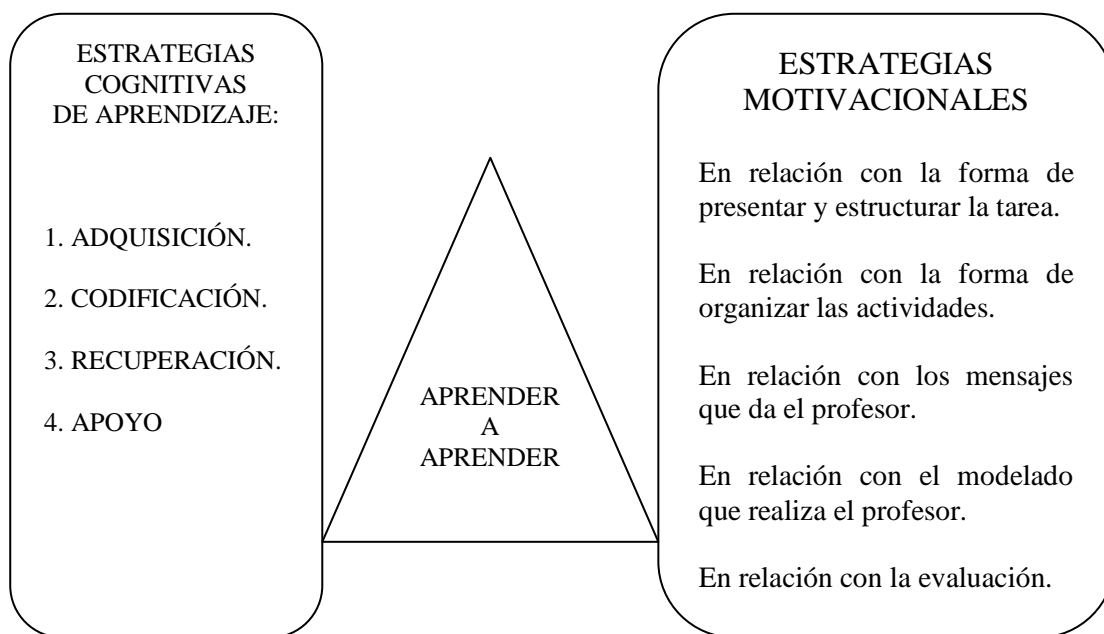 ESTRATEGIAS
COGNITIVAS
DE APRENDIZAJE:
1. ADQUISICIÓN.
2. CODIFICACIÓN.
3. RECUPERACIÓN.
4. APOYO
APRENDER
A
APRENDER
ESTRATEGIAS
MOTIVACIONALES
En relación con la forma de
presentar y estructurar la tarea.
En relación con la forma de
organizar las actividades.
En relación con los mensajes
que da el profesor.
En relación con el modelado
que realiza el profesor.
En relación con la evaluación.